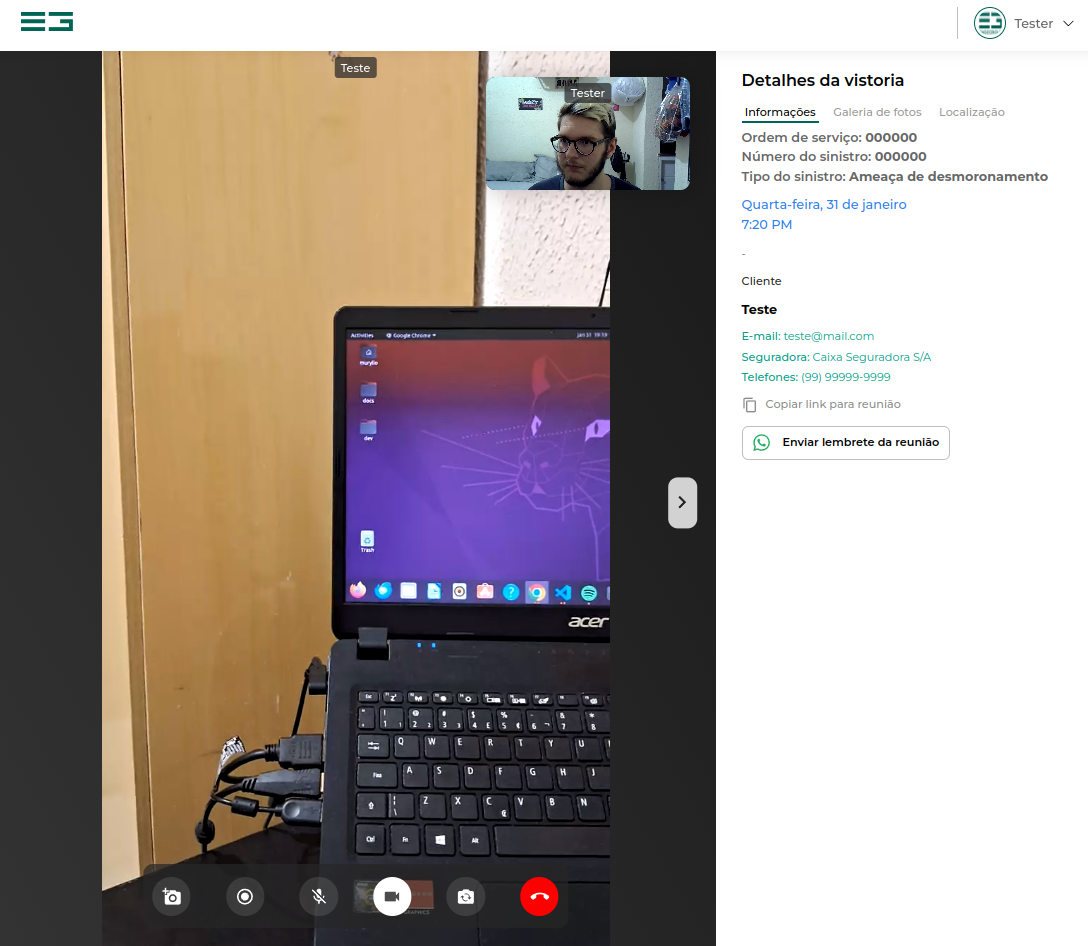 Tester
Teste
Tester
Detalhes da vistoria
Informações
Galeria de fotos
Localização
Ordem de serviço: 000000
Número do sinistro: 000000
Tipo do sinistro: Ameaça de desmoronamento
Quarta-feira, 31 de janeiro
7:20 PM
-
Cliente
Teste
E-mail: teste@mail.com
Seguradora: Caixa Seguradora S/A
Telefones: (99) 99999-9999
Copiar link para reunião
Enviar lembrete da reunião
Activities
Google Chrome
docs
dev
Trash
acer
Q W E R T Y U
A S D F G H J
Z X C V B N
Ctrl Fn Alt